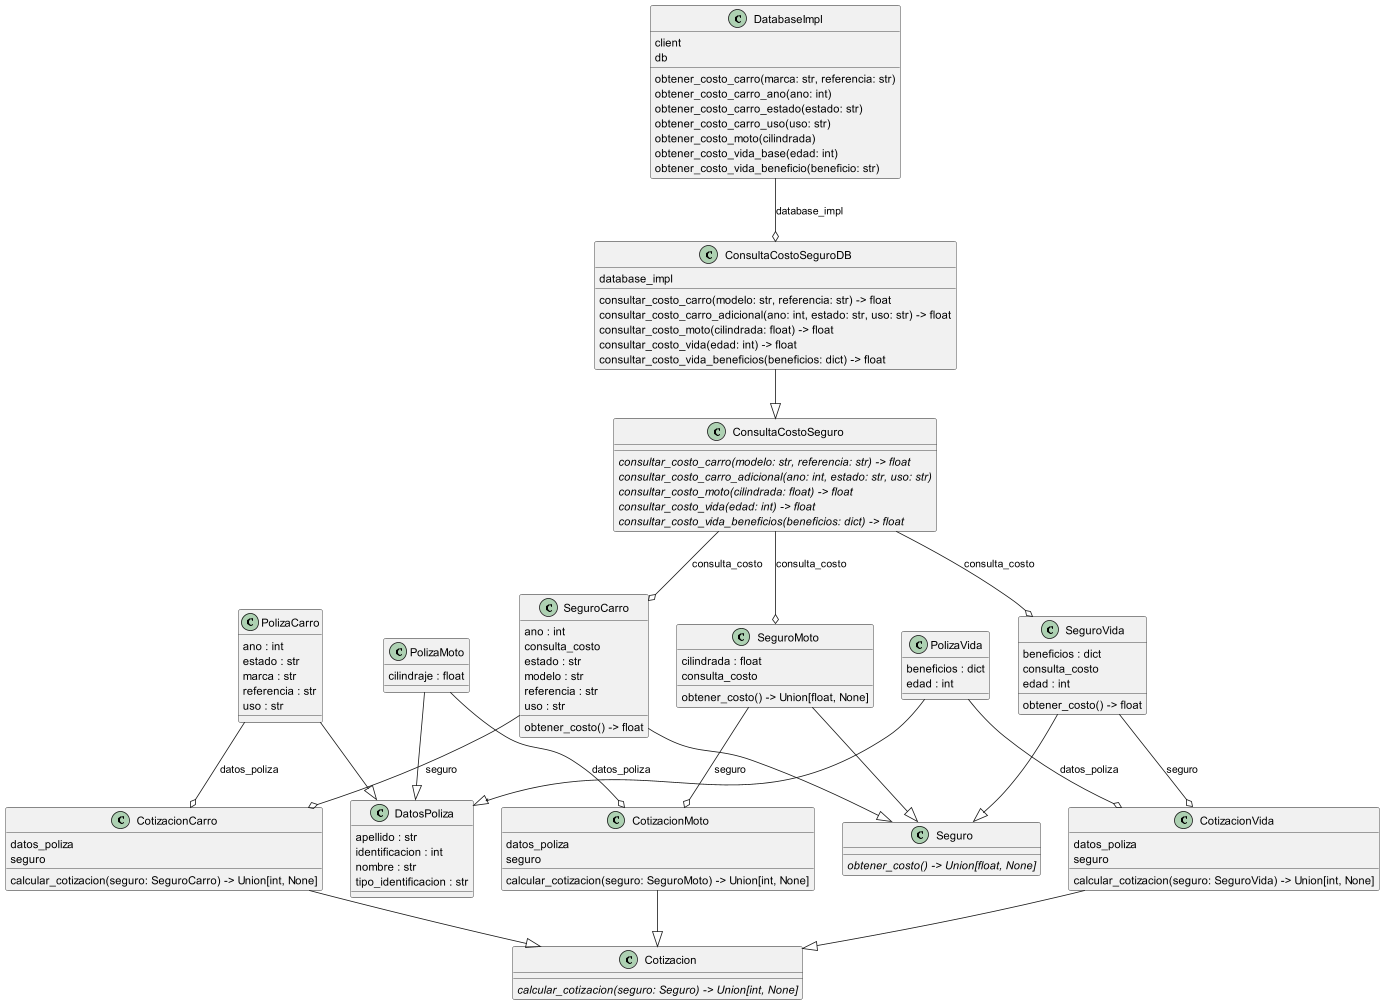 C DatabaseImpl
client
db
obtener_costo_carro(marca: str, referencia: str)
obtener_costo_carro_ano(ano: int)
obtener_costo_carro_estado(estado: str)
obtener_costo_carro_uso(uso: str)
obtener_costo_moto(cilindrada)
obtener_costo_vida_base(edad: int)
obtener_costo_vida_beneficio(beneficio: str)
database_impl
C ConsultaCostoSeguroDB
database_impl
consultar_costo_carro(modelo: str, referencia: str) -> float
consultar_costo_carro_adicional(ano: int, estado: str, uso: str) -> float
consultar_costo_moto(cilindrada: float) -> float
consultar_costo_vida(edad: int) -> float
consultar_costo_vida_beneficios(beneficios: dict) -> float
C ConsultaCostoSeguro
consultar_costo_carro(modelo: str, referencia: str) -> float
consultar_costo_carro_adicional(ano: int, estado: str, uso: str)
consultar_costo_moto(cilindrada: float) -> float
consultar_costo_vida(edad: int) -> float
consultar_costo_vida_beneficios(beneficios: dict) -> float
consulta_costo
consulta_costo
consulta_costo
C PolizaCarro
ano : int
estado : str
marca : str
referencia : str
uso : str
C PolizaMoto
cilindraje : float
C SeguroCarro
ano : int
consulta_costo
estado : str
modelo : str
referencia : str
uso : str
obtener_costo() -> float
C SeguroMoto
cilindrada : float
consulta_costo
obtener_costo() -> Union[float, None]
C PolizaVida
beneficios : dict
edad : int
C SeguroVida
beneficios : dict
consulta_costo
edad : int
obtener_costo() -> float
datos_poliza
seguro
datos_poliza
seguro
datos_poliza
seguro
C CotizacionCarro
datos_poliza
seguro
calcular_cotizacion(seguro: SeguroCarro) -> Union[int, None]
C DatosPoliza
apellido : str
identificacion : int
nombre : str
tipo_identificacion : str
C CotizacionMoto
datos_poliza
seguro
calcular_cotizacion(seguro: SeguroMoto) -> Union[int, None]
C Seguro
obtener_costo() -> Union[float, None]
C CotizacionVida
datos_poliza
seguro
calcular_cotizacion(seguro: SeguroVida) -> Union[int, None]
C Cotizacion
calcular_cotizacion(seguro: Seguro) -> Union[int, None]